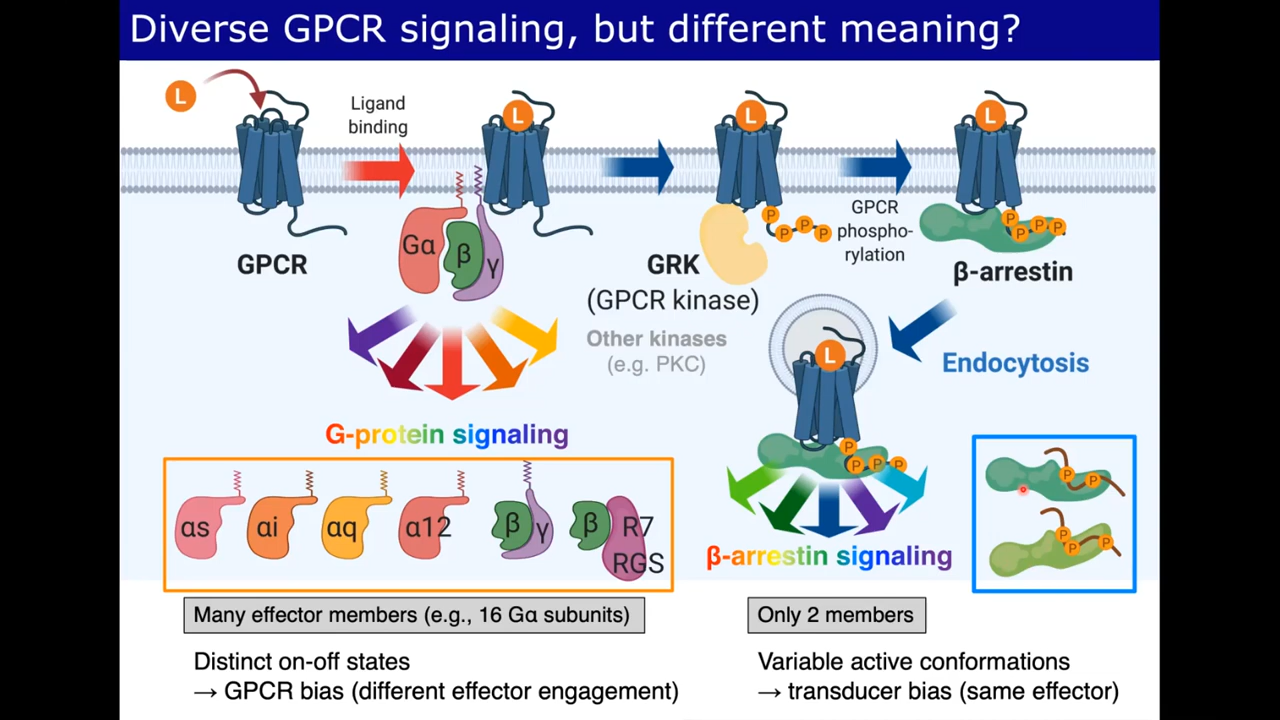 Diverse GPCR signaling, but different meaning?
L
Ligand
binding
L
L
L
GPCR
Gα
β
γ
GRK
(GPCR kinase)
Other kinases
(e.g. PKC)
P
P
P
P
GPCR
phospho-
rylation
P
P
P
P
β-arrestin
Endocytosis
L
P
P
P
P
G-protein signaling
αs
αi
αq
α12
β
γ
β
R7
RGS
β-arrestin signaling
P
P
P
P
P
Many effector members (e.g., 16 Gα subunits)
Only 2 members
Distinct on-off states
→ GPCR bias (different effector engagement)
Variable active conformations
→ transducer bias (same effector)